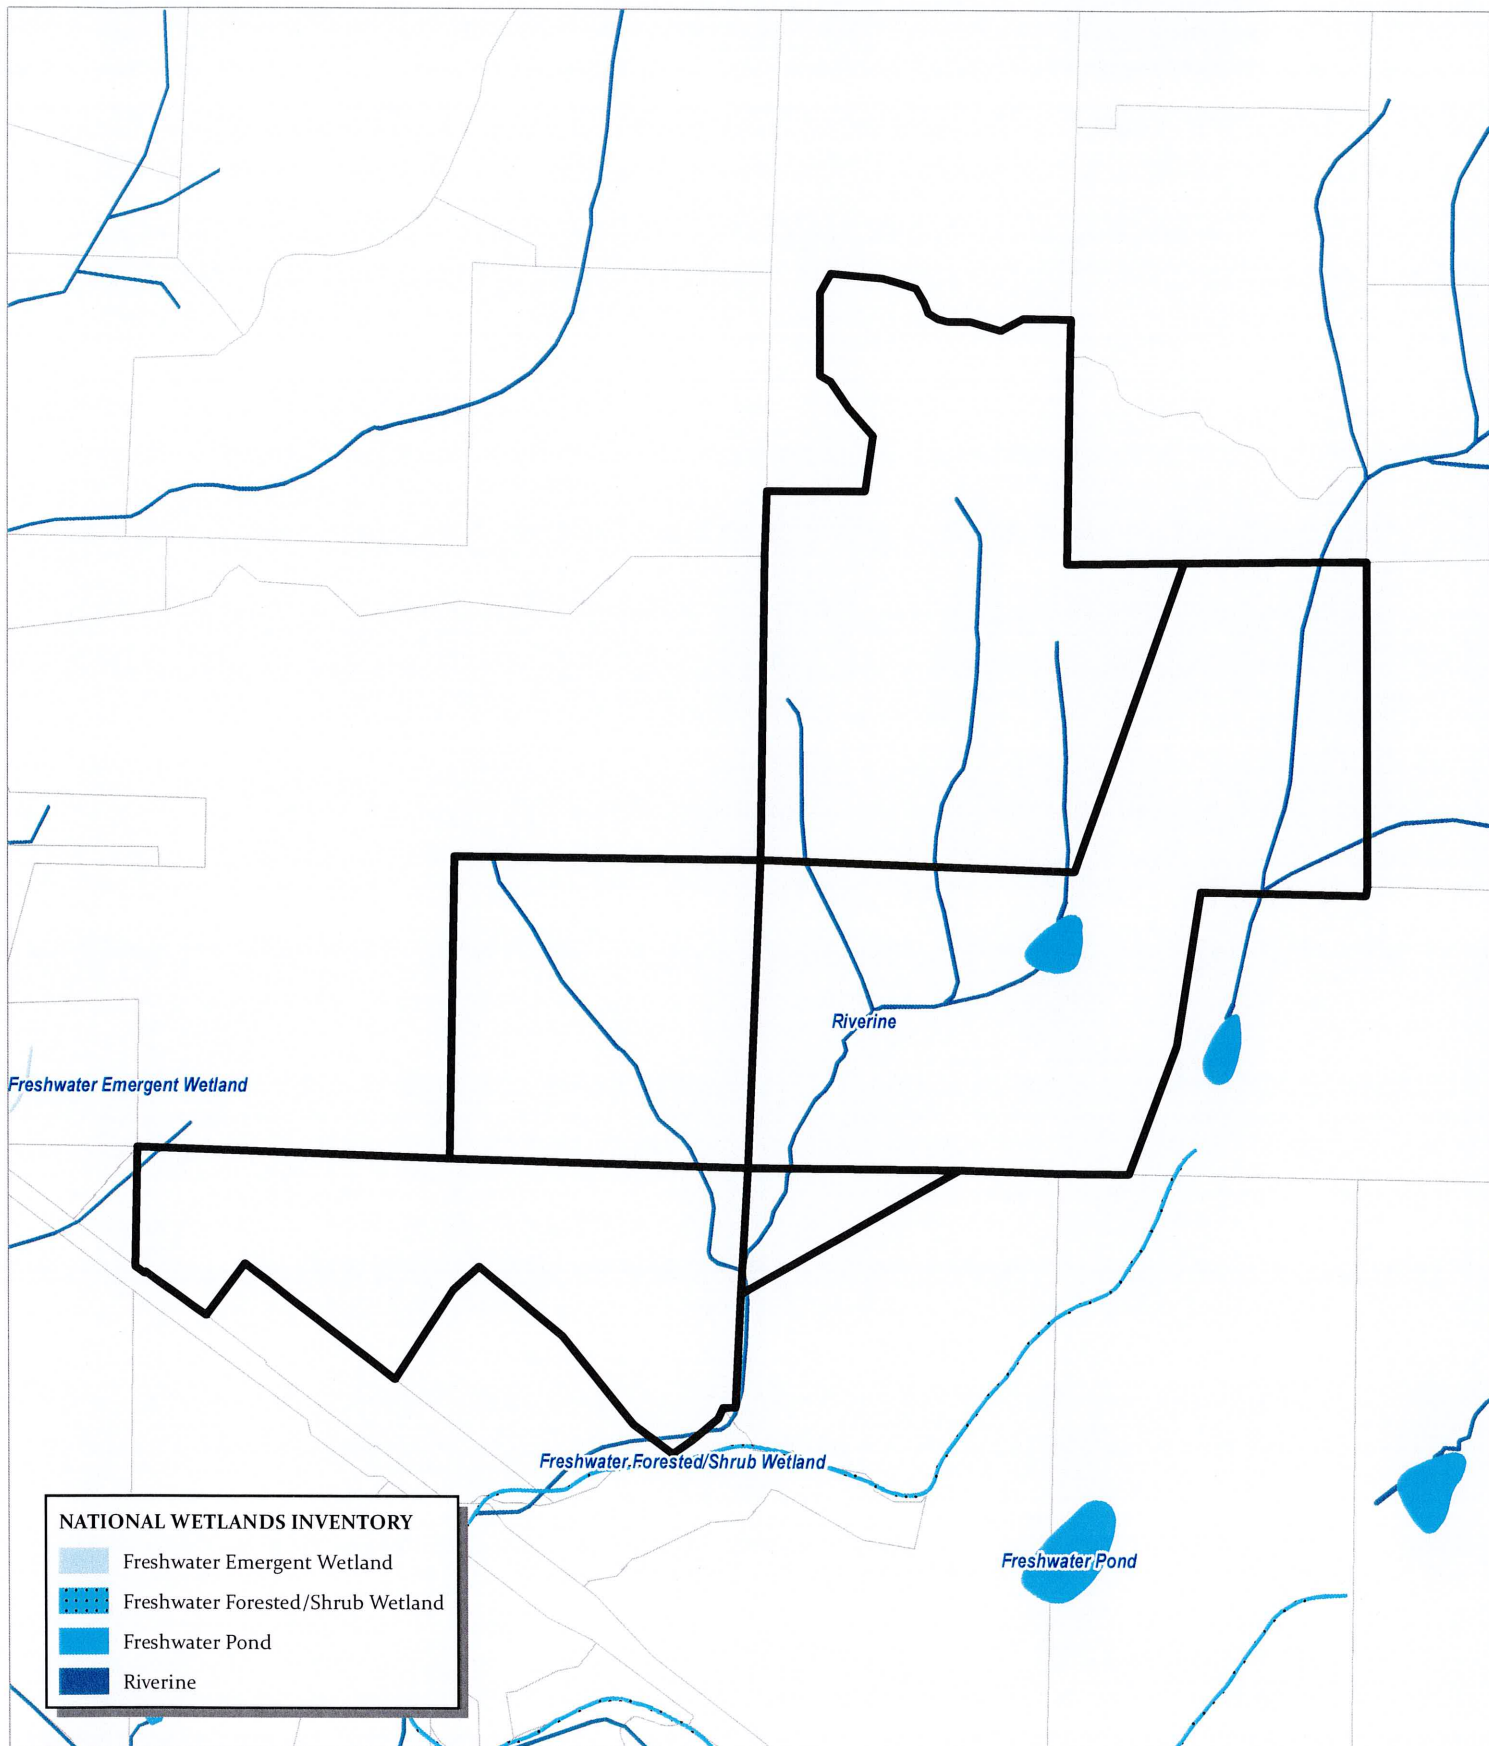 Riverine
Freshwater Emergent Wetland
Freshwater Forested/Shrub Wetland
Freshwater Pond
NATIONAL WETLANDS INVENTORY
Freshwater Emergent Wetland
Freshwater Forested/Shrub Wetland
Freshwater Pond
Riverine